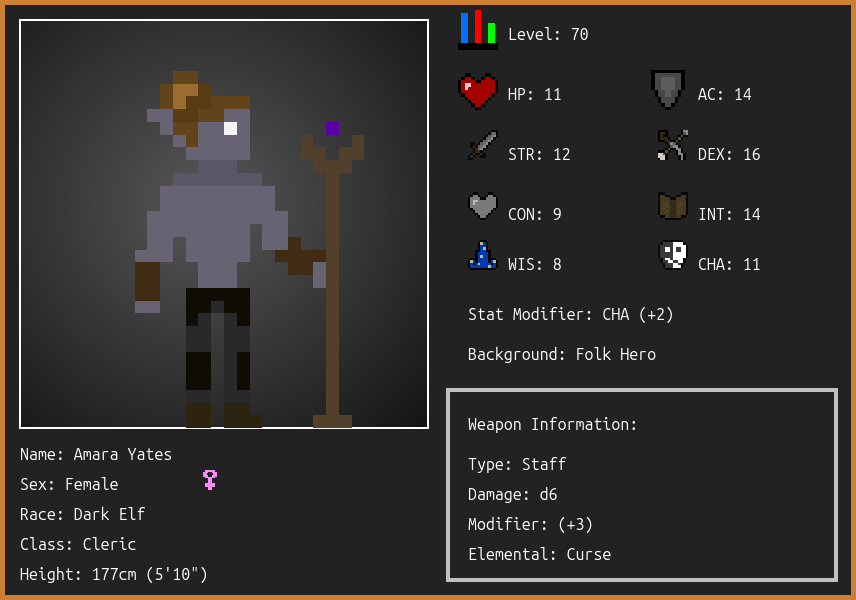 Level: 70
HP: 11
AC: 14
STR: 12
DEX: 16
CON: 9
INT: 14
WIS: 8
CHA: 11
Stat Modifier: CHA (+2)
Background: Folk Hero
Weapon Information:
Type: Staff
Damage: d6
Modifier: (+3)
Elemental: Curse
Name: Amara Yates
Sex: Female
Race: Dark Elf
Class: Cleric
Height: 177cm (5'10")